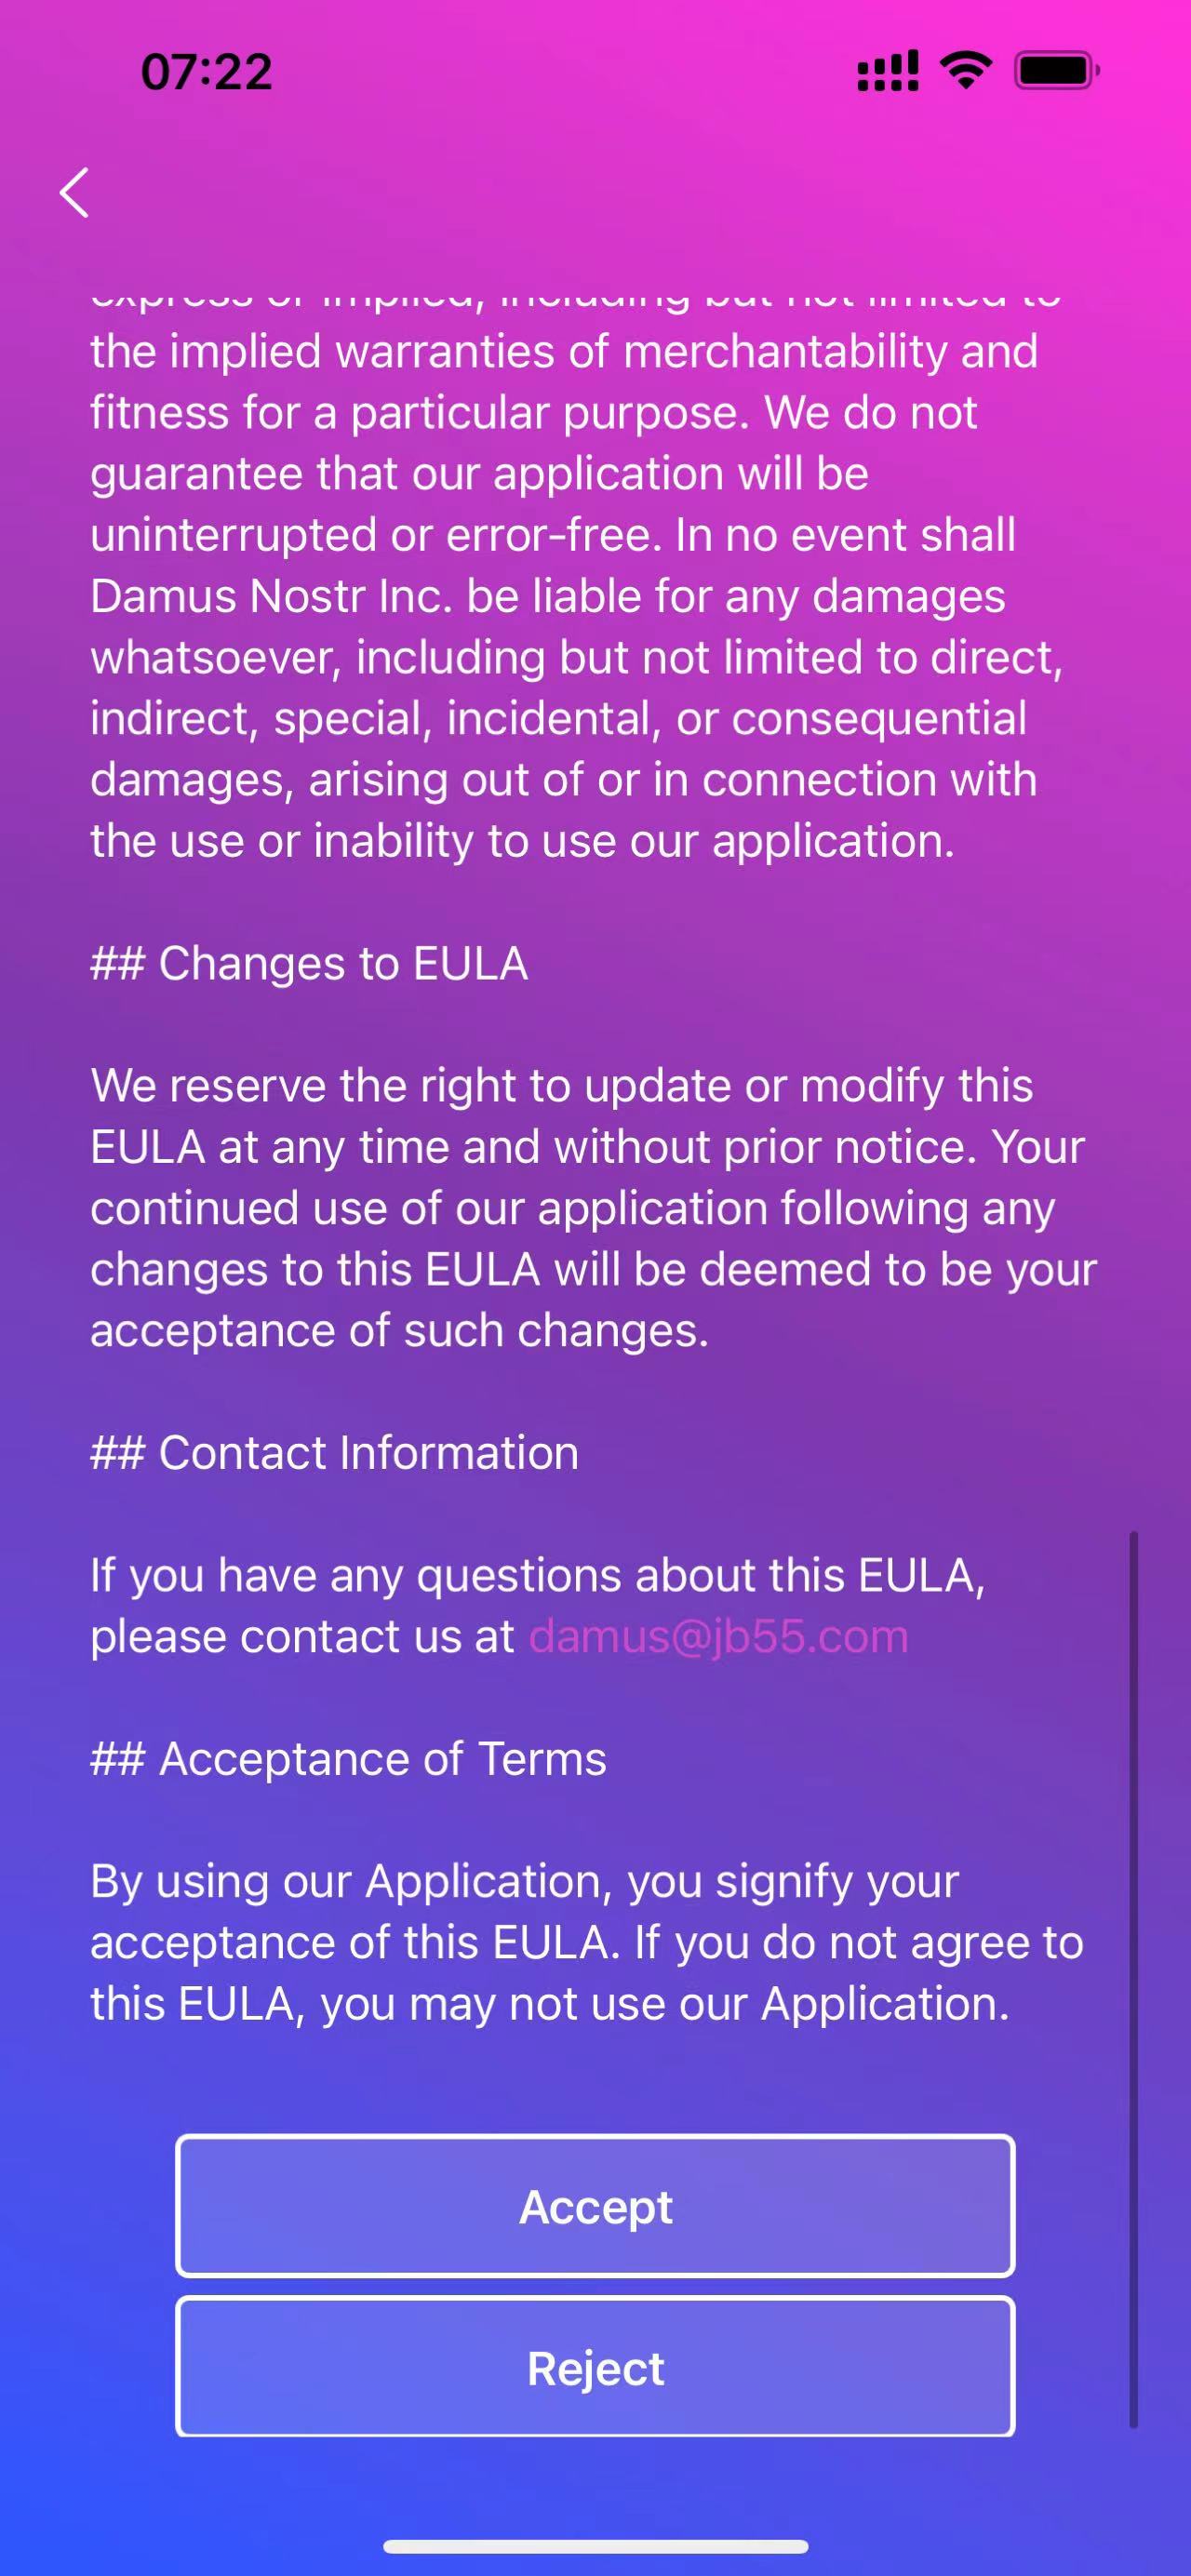 07:22
express or implied, including but not limited to
the implied warranties of merchantability and
fitness for a particular purpose. We do not
guarantee that our application will be
uninterrupted or error-free. In no event shall
Damus Nostr Inc. be liable for any damages
whatsoever, including but not limited to direct,
indirect, special, incidental, or consequential
damages, arising out of or in connection with
the use or inability to use our application.
## Changes to EULA
We reserve the right to update or modify this
EULA at any time and without prior notice. Your
continued use of our application following any
changes to this EULA will be deemed to be your
acceptance of such changes.
## Contact Information
If you have any questions about this EULA,
please contact us at damus@jb55.com
## Acceptance of Terms
By using our Application, you signify your
acceptance of this EULA. If you do not agree to
this EULA, you may not use our Application.
Accept
Reject